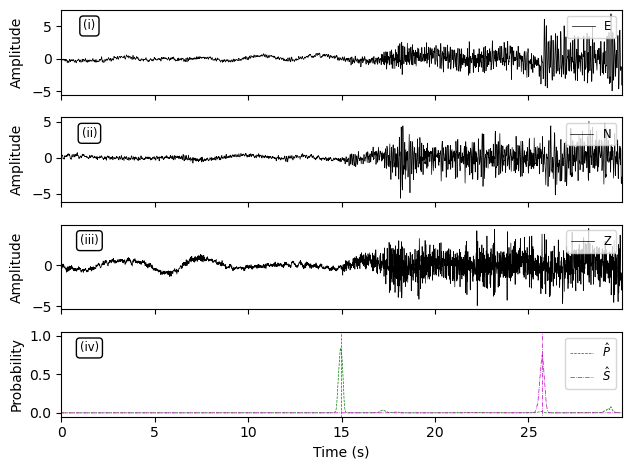 (i)
E
Amplitude
5
0
−5
(ii)
N
Amplitude
5
0
−5
(iii)
Z
Amplitude
0
−5
(iv)
P̂
Ŝ
Probability
1.0
0.5
0.0
0 5 10 15 20 25
Time (s)